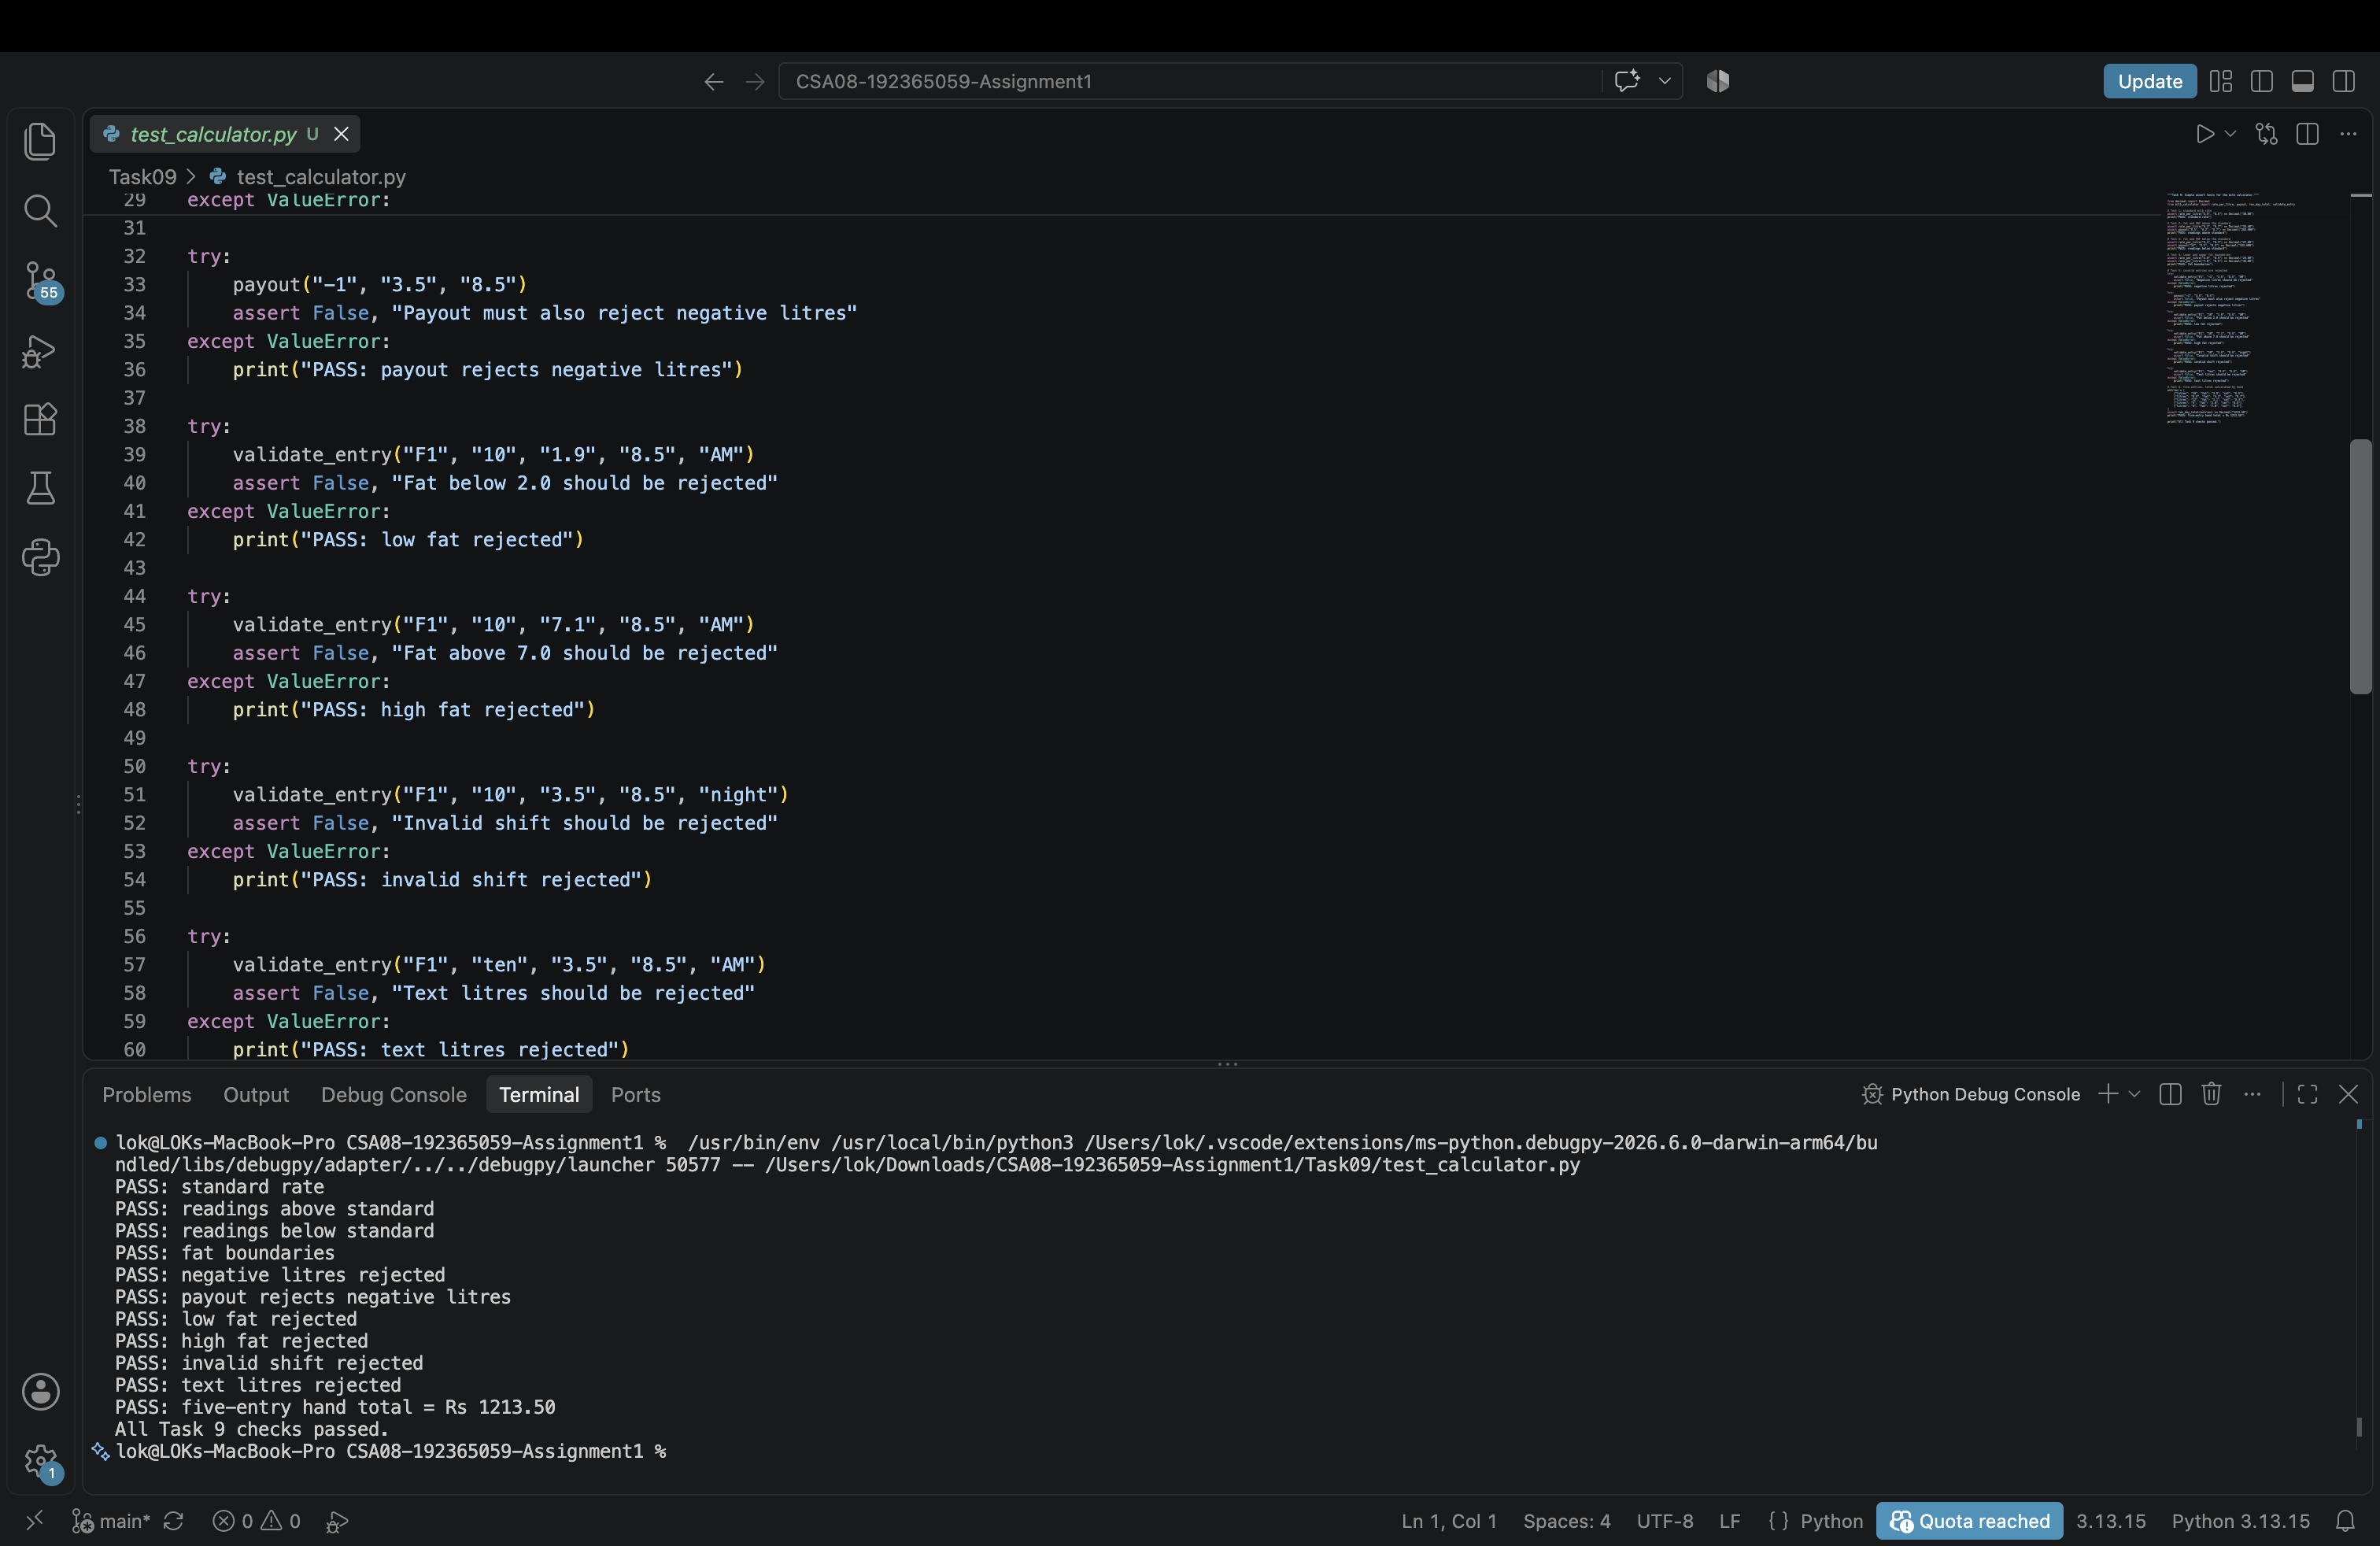 CSA08-192365059-Assignment1
Update
test_calculator.py U
Task09 > test_calculator.py
29 except ValueError:
31
32 try:
33 payout("-1", "3.5", "8.5")
34 assert False, "Payout must also reject negative litres"
35 except ValueError:
36 print("PASS: payout rejects negative litres")
37
38 try:
39 validate_entry("F1", "10", "1.9", "8.5", "AM")
40 assert False, "Fat below 2.0 should be rejected"
41 except ValueError:
42 print("PASS: low fat rejected")
43
44 try:
45 validate_entry("F1", "10", "7.1", "8.5", "AM")
46 assert False, "Fat above 7.0 should be rejected"
47 except ValueError:
48 print("PASS: high fat rejected")
49
50 try:
51 validate_entry("F1", "10", "3.5", "8.5", "night")
52 assert False, "Invalid shift should be rejected"
53 except ValueError:
54 print("PASS: invalid shift rejected")
55
56 try:
57 validate_entry("F1", "ten", "3.5", "8.5", "AM")
58 assert False, "Text litres should be rejected"
59 except ValueError:
60 print("PASS: text litres rejected")
55
Problems Output Debug Console Terminal Ports
Python Debug Console
lok@LOKs-MacBook-Pro CSA08-192365059-Assignment1 % /usr/bin/env /usr/local/bin/python3 /Users/lok/.vscode/extensions/ms-python.debugpy-2026.6.0-darwin-arm64/bu
ndled/libs/debugpy/adapter/../../debugpy/launcher 50577 -- /Users/lok/Downloads/CSA08-192365059-Assignment1/Task09/test_calculator.py
PASS: standard rate
PASS: readings above standard
PASS: readings below standard
PASS: fat boundaries
PASS: negative litres rejected
PASS: payout rejects negative litres
PASS: low fat rejected
PASS: high fat rejected
PASS: invalid shift rejected
PASS: text litres rejected
PASS: five-entry hand total = Rs 1213.50
All Task 9 checks passed.
lok@LOKs-MacBook-Pro CSA08-192365059-Assignment1 %
1
main* 0 0 Ln 1, Col 1 Spaces: 4 UTF-8 LF {} Python Quota reached 3.13.15 Python 3.13.15